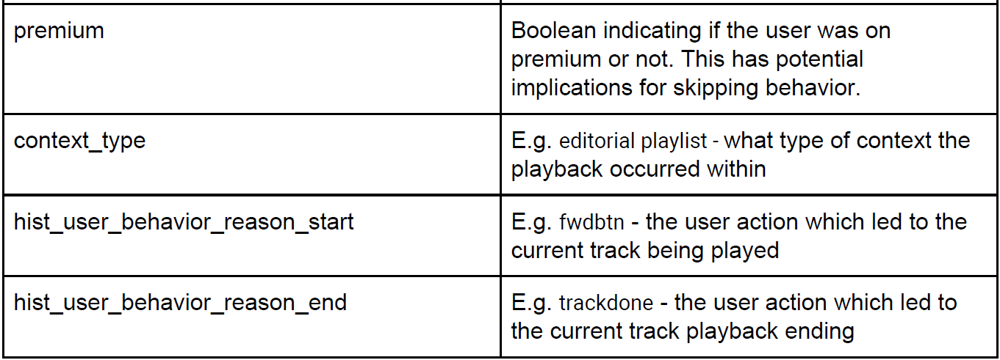 premium
Boolean indicating if the user was on
premium or not. This has potential
implications for skipping behavior.
context_type
E.g. editorial playlist - what type of context the
playback occurred within
hist_user_behavior_reason_start
E.g. fwdbtn - the user action which led to the
current track being played
hist_user_behavior_reason_end
E.g. trackdone - the user action which led to
the current track playback ending